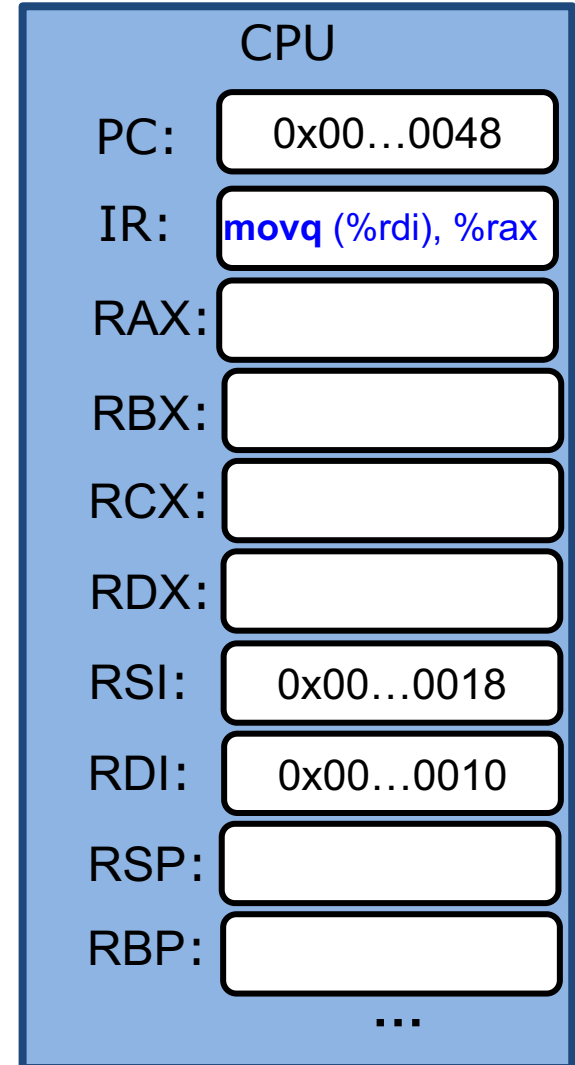 CPU
PC: 0x00...0048
IR: movq (%rdi), %rax
RAX:
RBX:
RCX:
RDX:
RSI: 0x00...0018
RDI: 0x00...0010
RSP:
RBP:
...